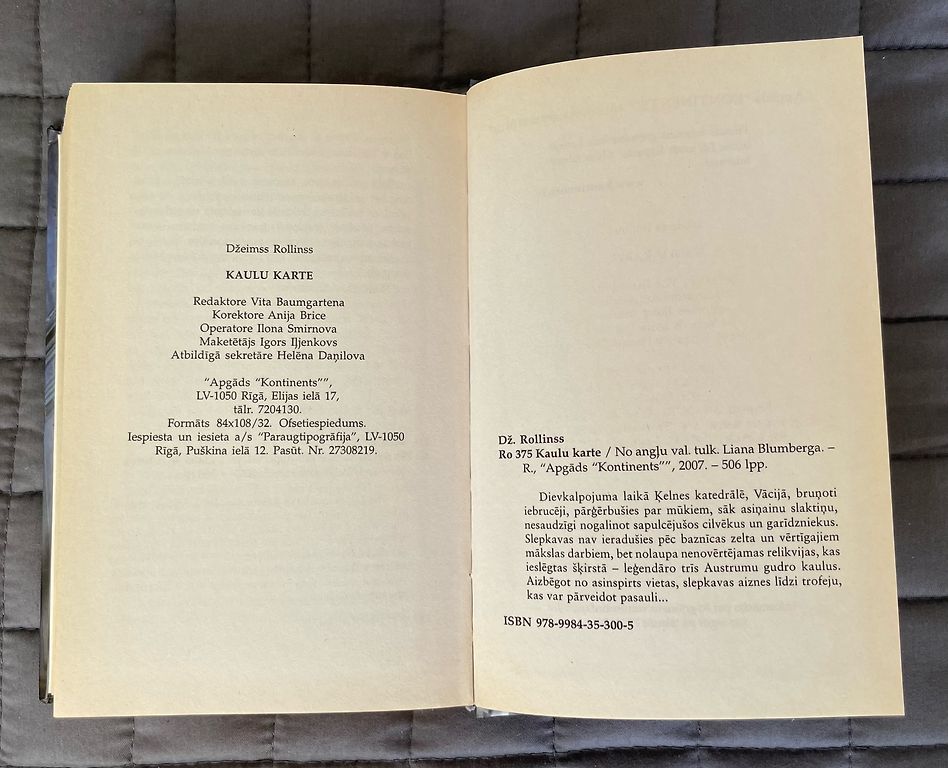 Džeimss Rollinss
KAULU KARTE
Redaktore Vita Baumgartena
Korektore Anija Brice
Operatore Ilona Smirnova
Maketētājs Igors Iļjenkovs
Atbildīgā sekretāre Helēna Daņilova
“Apgāds “Kontinents””,
LV-1050 Rīgā, Elijas ielā 17,
tālr. 7204130.
Formāts 84x108/32. Ofsetiespiedums.
Iespiesta un iesieta a/s “Paraugtipogrāfija”, LV-1050
Rīgā, Puškina ielā 12. Pasūt. Nr. 27308219.
Dž. Rollinss
Ro 375 Kaulu karte / No angļu val. tulk. Liana Blumberga. –
R., “Apgāds “Kontinents””, 2007. – 506 lpp.
Dievkalpojuma laikā Ķelnes katedrālē, Vācijā, bruņoti
iebrucēji, pārģērbušies par mūkiem, sāk asiņainu slaktiņu,
nesaudzīgi nogalinot sapulcējušos cilvēkus un garīdzniekus.
Slepkavas nav ieradušies pēc baznīcas zelta un vērtīgajiem
mākslas darbiem, bet nolaupa nenovērtējamas relikvijas, kas
ieslēgtas šķirstā – leģendāro trīs Austrumu gudro kaulus.
Aizbēgot no asinspirts vietas, slepkavas aiznes līdzi trofeju,
kas var pārveidot pasauli...
ISBN 978-9984-35-300-5